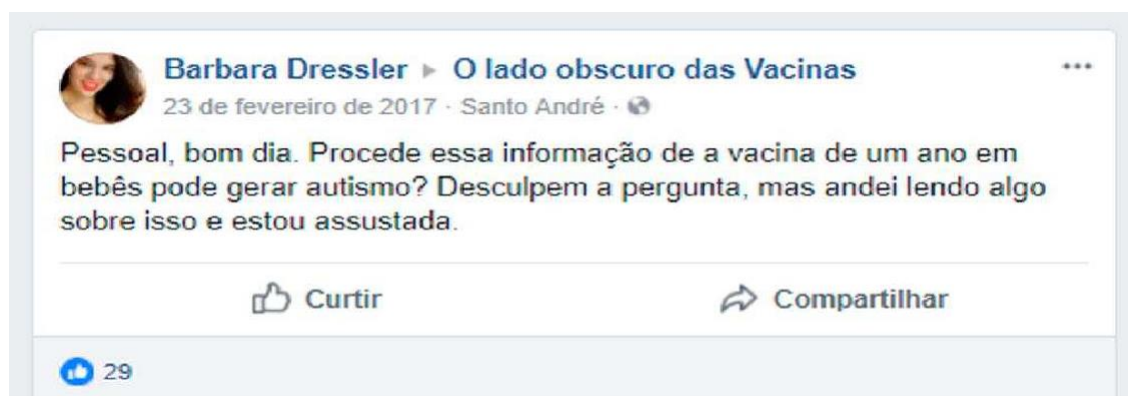 Barbara Dressler ▸ O lado obscuro das Vacinas
23 de fevereiro de 2017 · Santo André ·
Pessoal, bom dia. Procede essa informação de a vacina de um ano em
bebês pode gerar autismo? Desculpem a pergunta, mas andei lendo algo
sobre isso e estou assustada.
Curtir Compartilhar
29